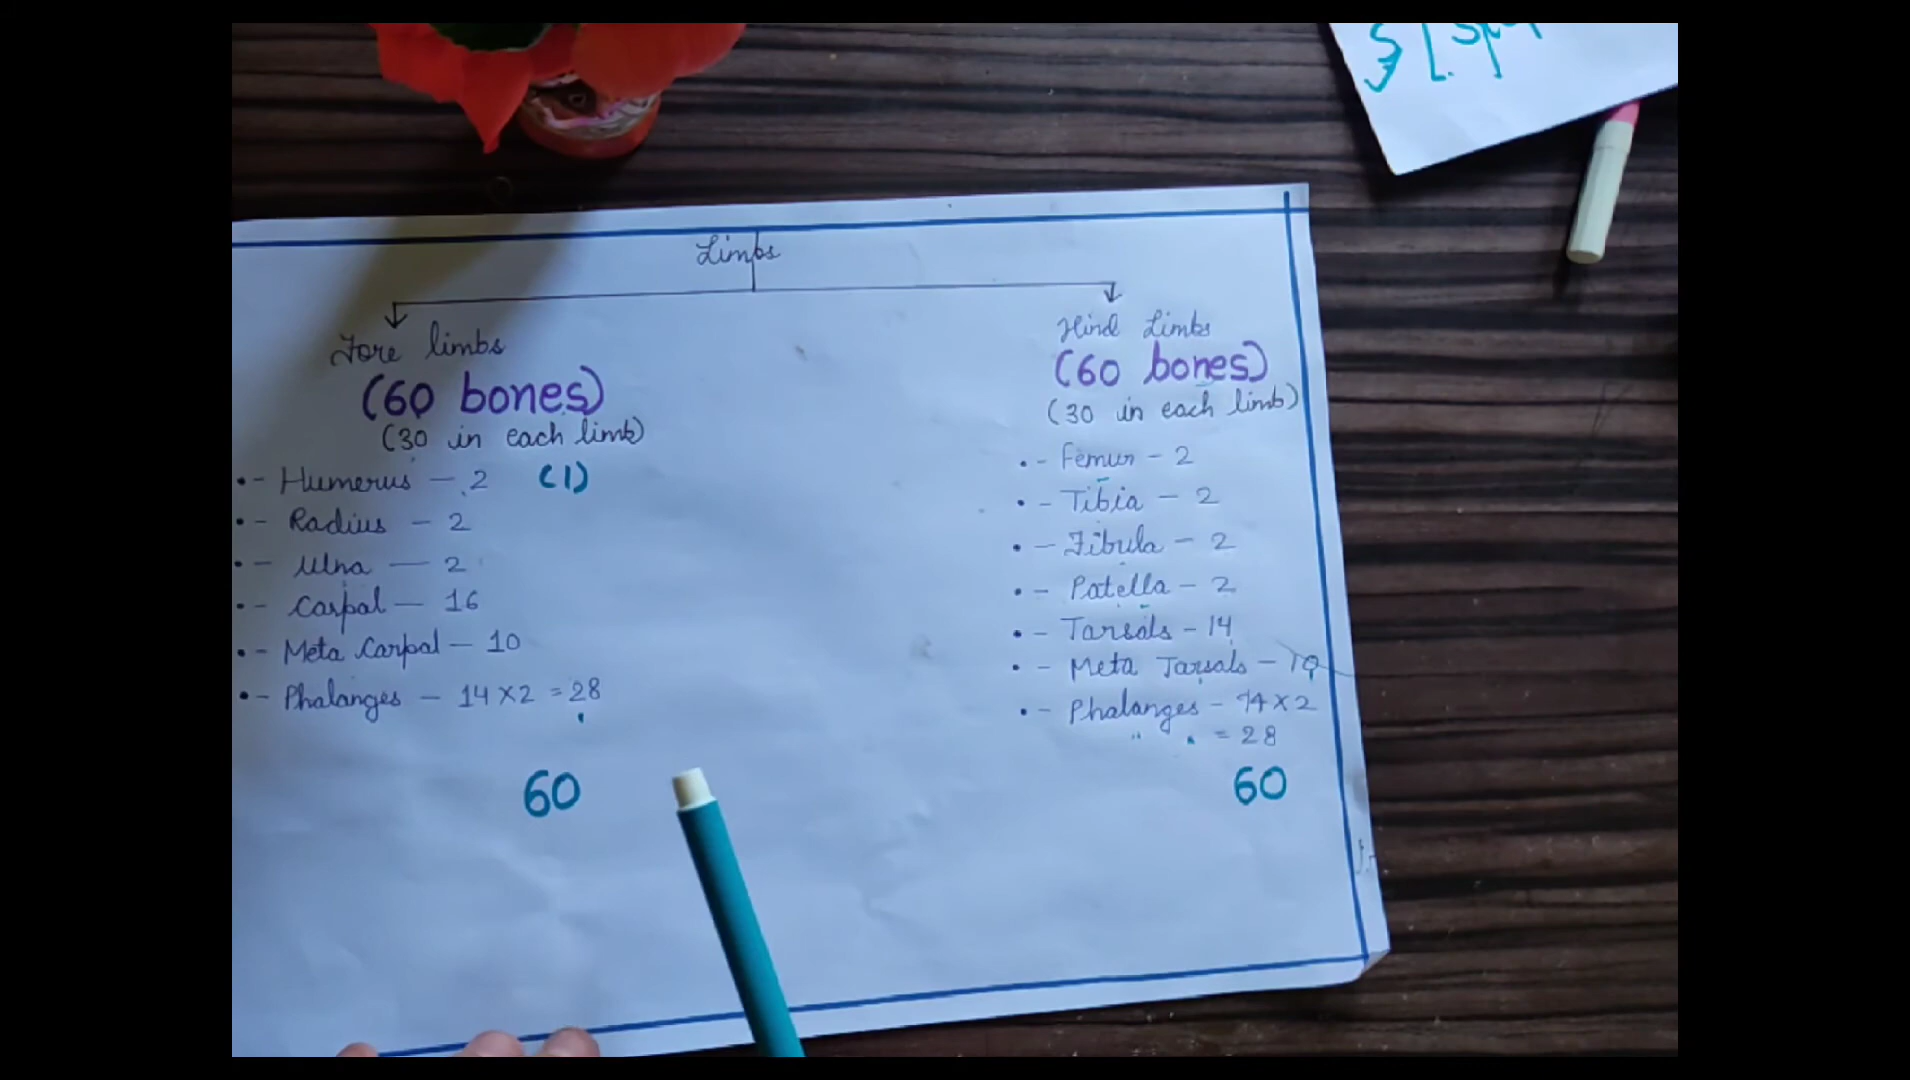 Limbs
Fore limbs
(60 bones)
(30 in each limb)
•- Humerus - 2 (1)
•- Radius - 2
•- Ulna - 2
•- Carpal - 16
•- Meta Carpal - 10
•- Phalanges - 14 x 2 = 28
60
Hind Limbs
(60 bones)
(30 in each limb)
•- Femur - 2
•- Tibia - 2
•- Fibula - 2
•- Patella - 2
•- Tarsals - 14
•- Meta Tarsals - 10
•- Phalanges - 14 x 2
= 28
60